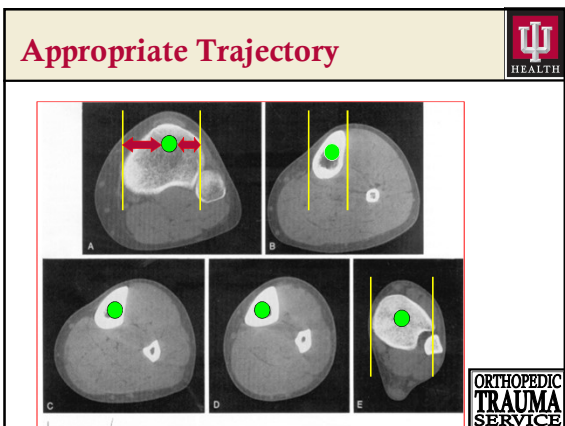 Appropriate Trajectory
HEALTH
A
B
C
D
E
ORTHOPEDIC
TRAUMA
SERVICE